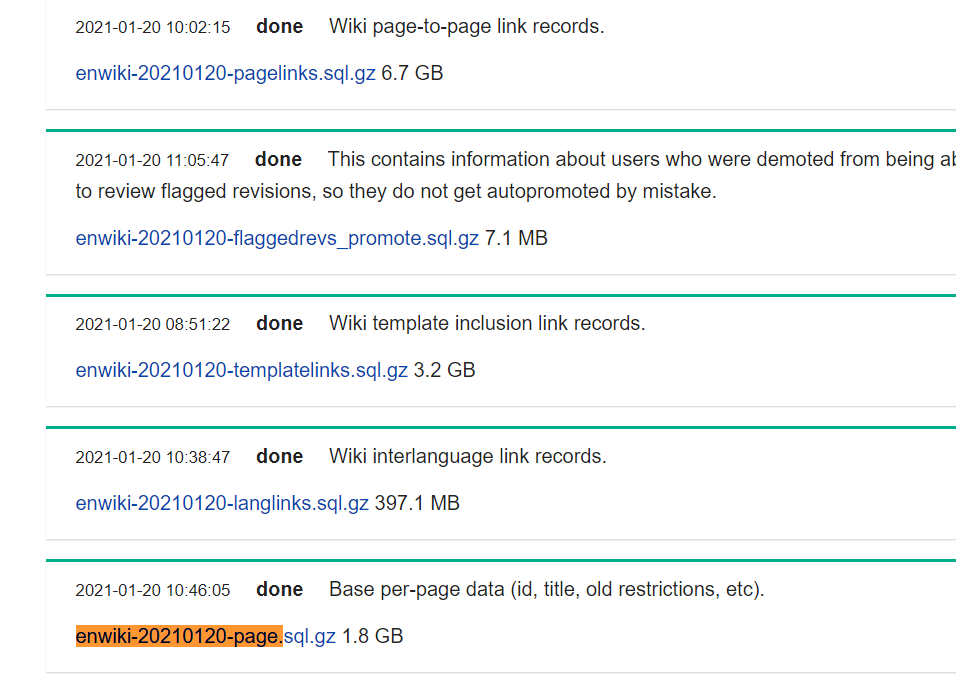 2021-01-20 10:02:15 done Wiki page-to-page link records.
enwiki-20210120-pagelinks.sql.gz 6.7 GB
2021-01-20 11:05:47 done This contains information about users who were demoted from being ab
to review flagged revisions, so they do not get autopromoted by mistake.
enwiki-20210120-flaggedrevs_promote.sql.gz 7.1 MB
2021-01-20 08:51:22 done Wiki template inclusion link records.
enwiki-20210120-templatelinks.sql.gz 3.2 GB
2021-01-20 10:38:47 done Wiki interlanguage link records.
enwiki-20210120-langlinks.sql.gz 397.1 MB
2021-01-20 10:46:05 done Base per-page data (id, title, old restrictions, etc).
enwiki-20210120-page.sql.gz 1.8 GB